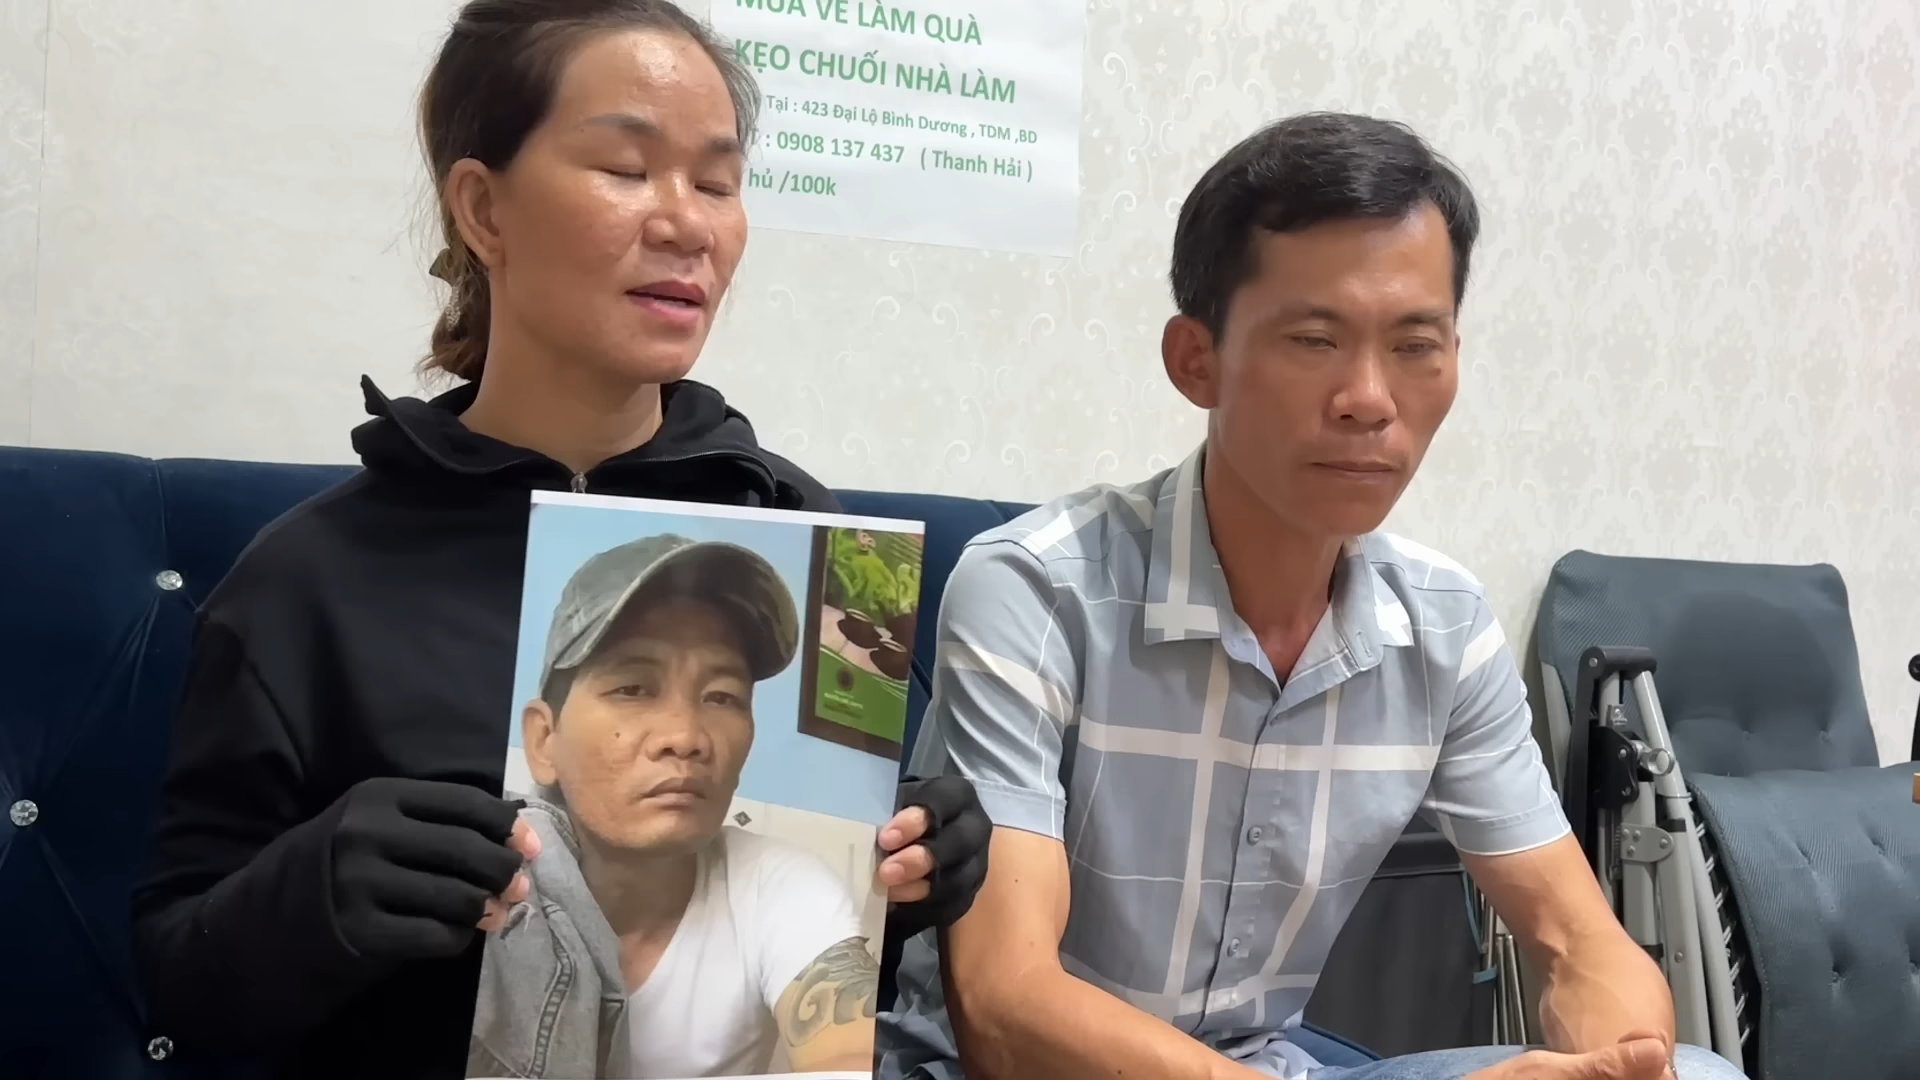 MUA VỀ LÀM QUÀ
KẸO CHUỐI NHÀ LÀM
Tại : 423 Đại Lộ Bình Dương , TDM ,BD
: 0908 137 437 ( Thanh Hải )
/100k